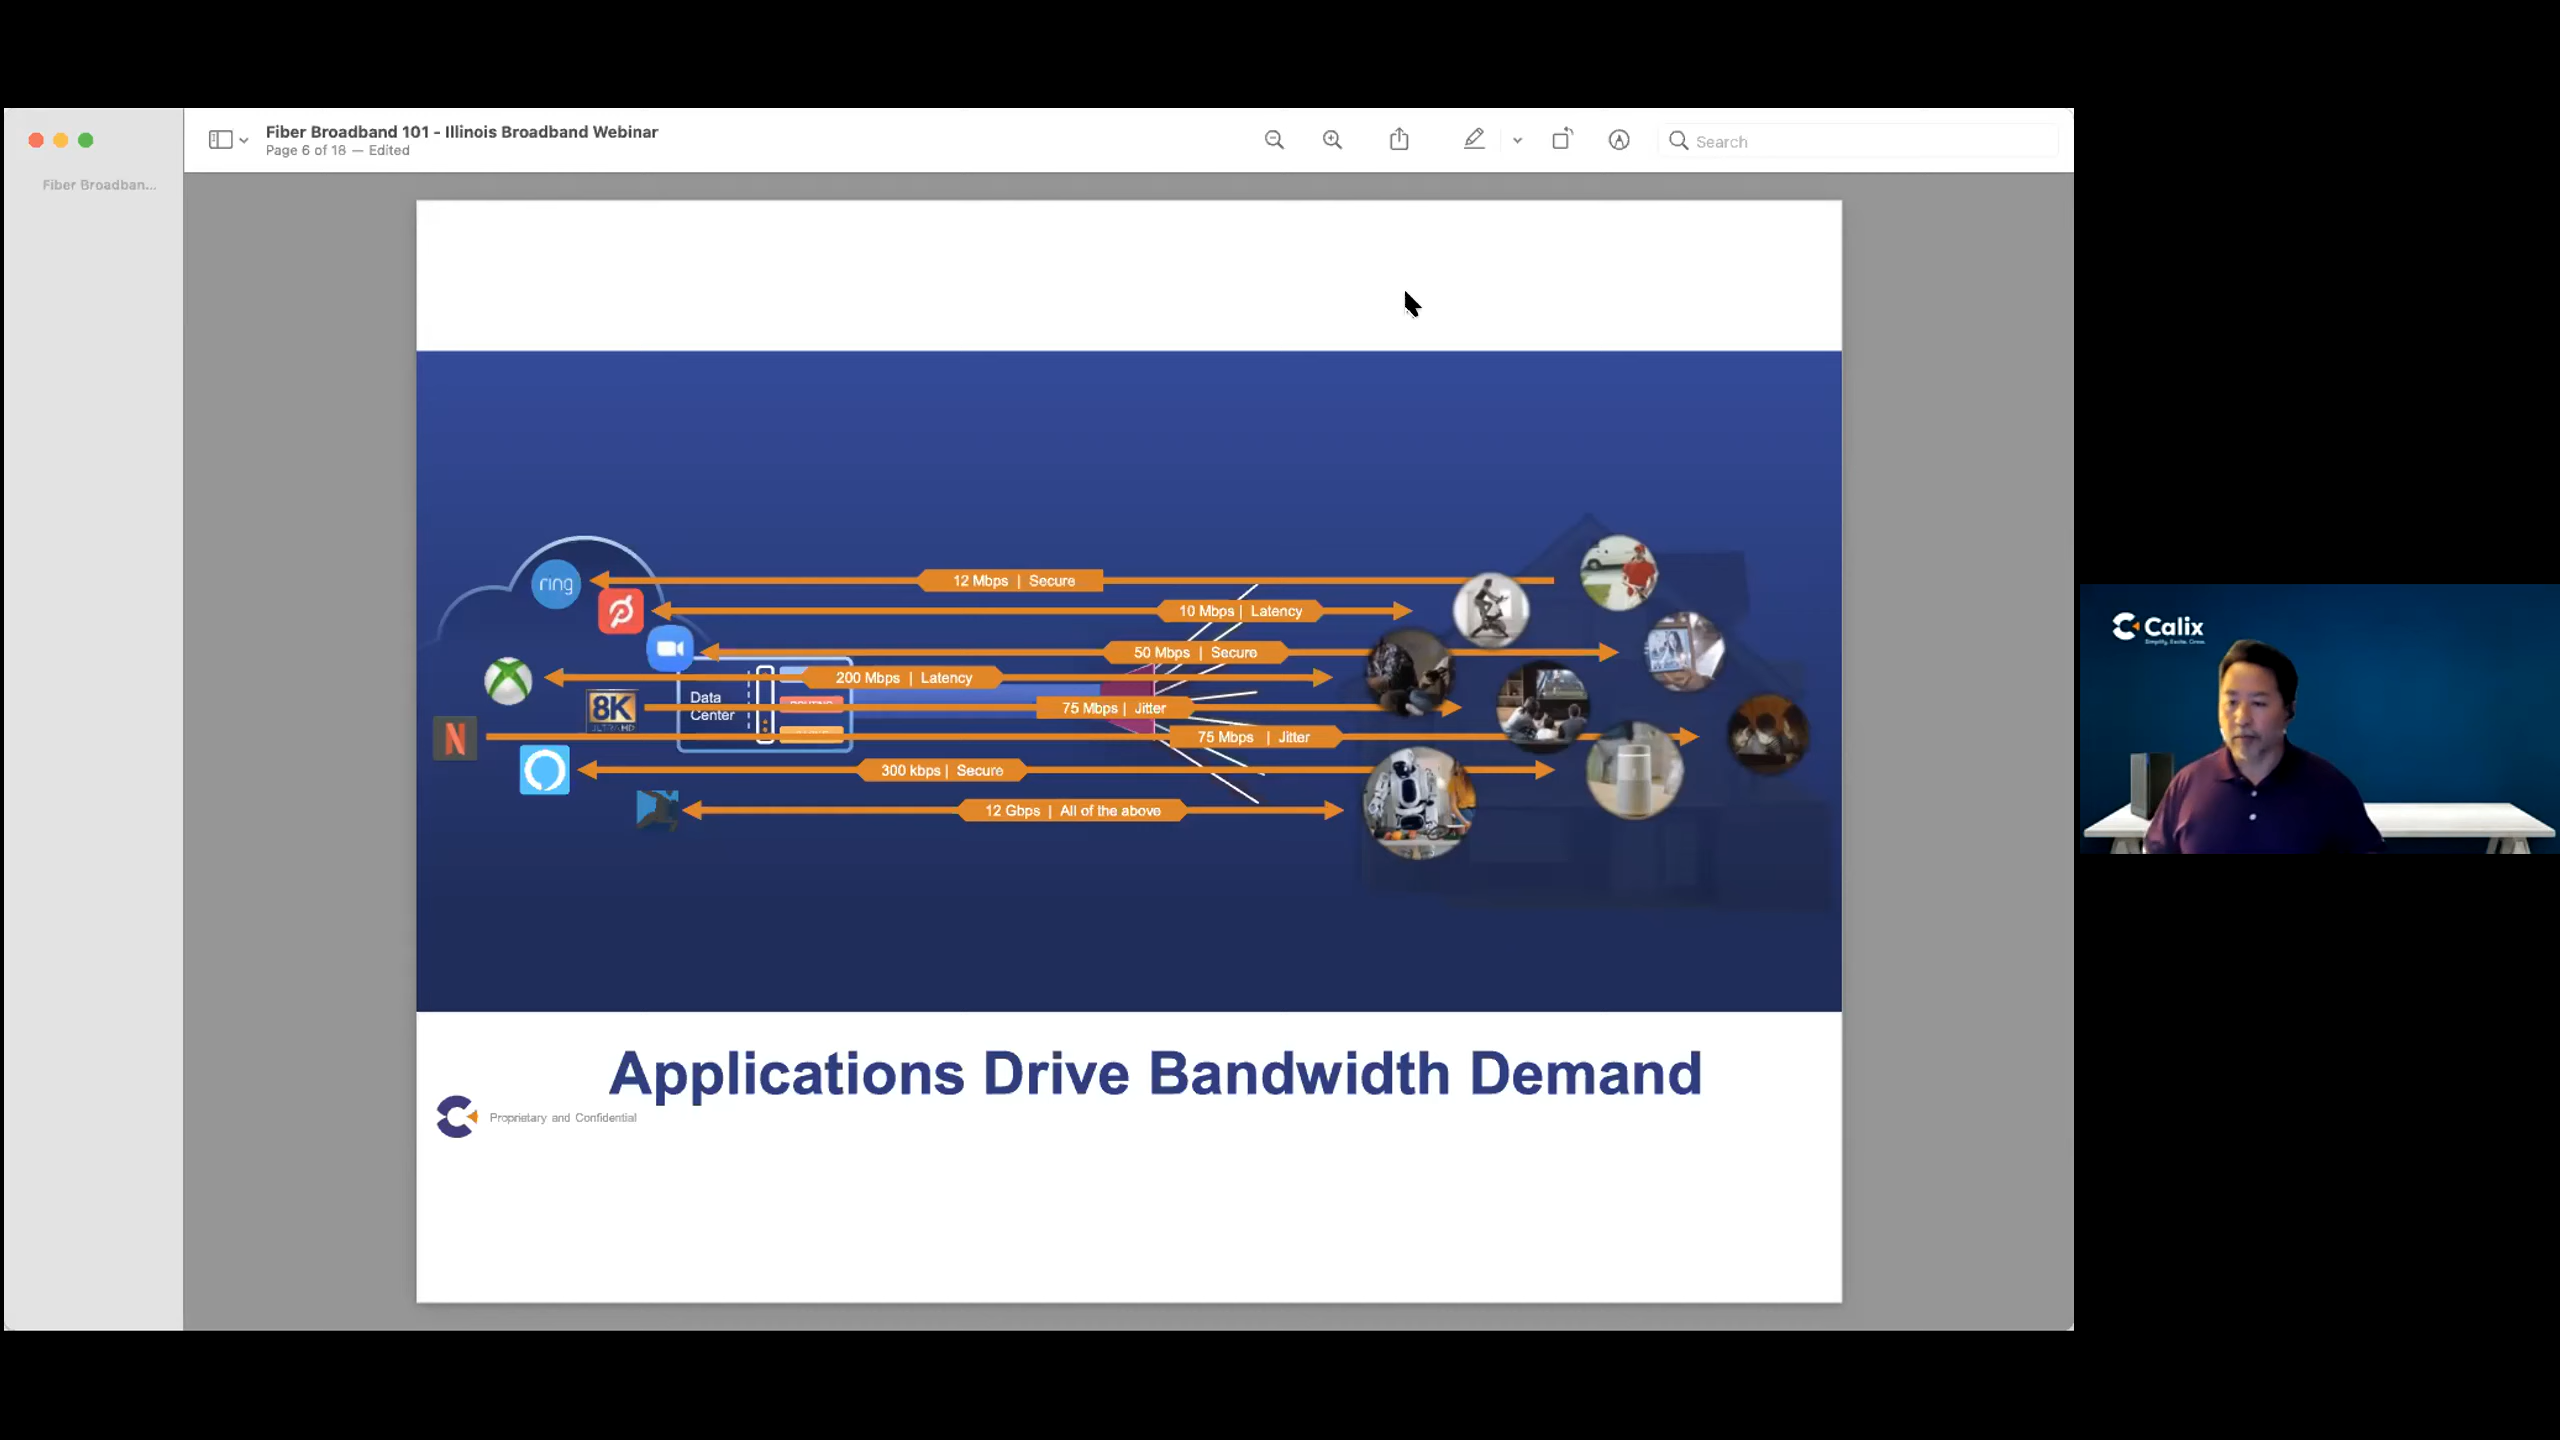 Fiber Broadband 101 - Illinois Broadband Webinar
Page 6 of 18 — Edited
Search
Fiber Broadban...
ring
12 Mbps | Secure
10 Mbps | Latency
50 Mbps | Secure
200 Mbps | Latency
8K
ULTRA HD
Data
Center
75 Mbps | Jitter
N
75 Mbps | Jitter
300 kbps | Secure
12 Gbps | All of the above
Applications Drive Bandwidth Demand
Proprietary and Confidential
Calix